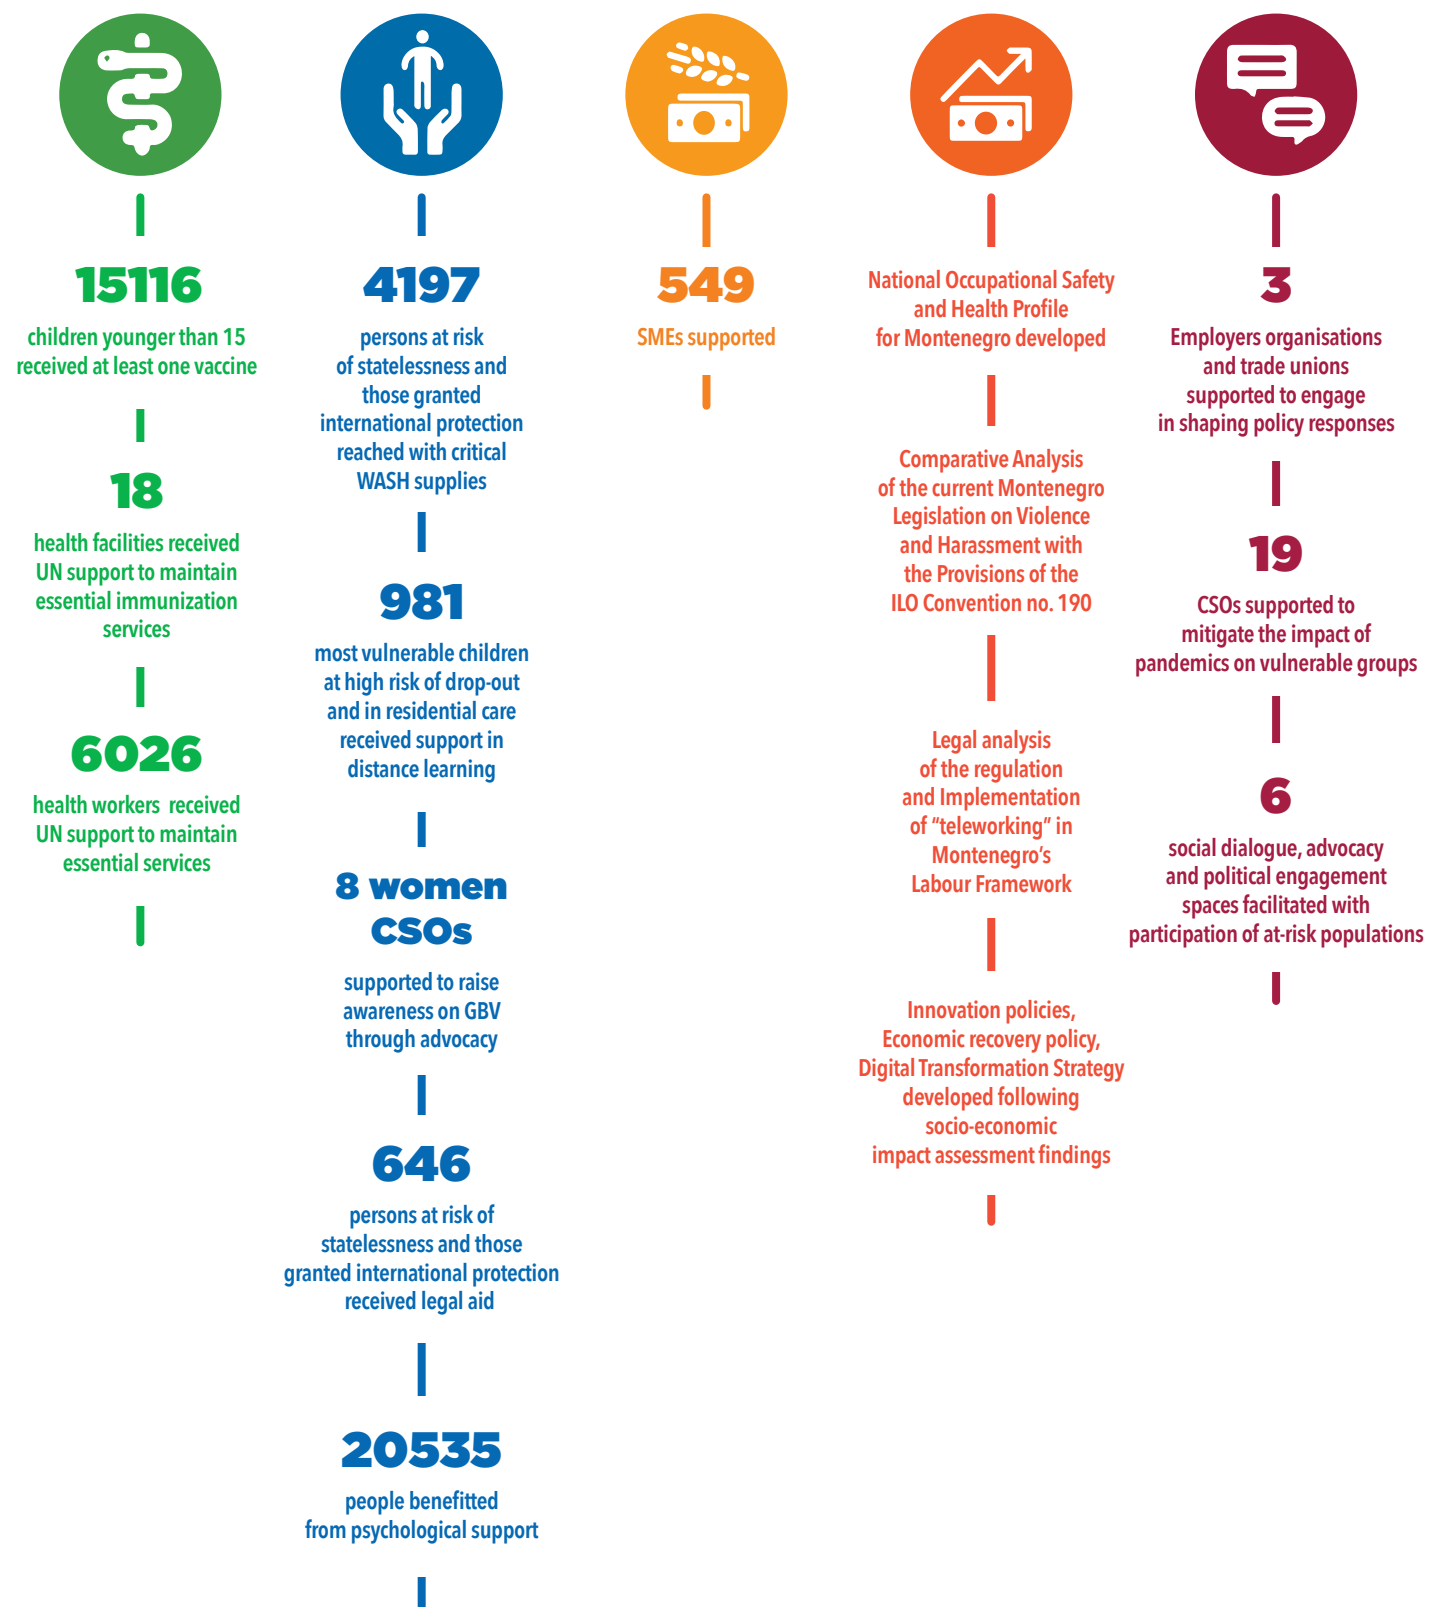 15116
children younger than 15
received at least one vaccine
18
health facilities received
UN support to maintain
essential immunization
services
6026
health workers received
UN support to maintain
essential services
4197
persons at risk
of statelessness and
those granted
international protection
reached with critical
WASH supplies
981
most vulnerable children
at high risk of drop-out
and in residential care
received support in
distance learning
8 women
CSOs
supported to raise
awareness on GBV
through advocacy
646
persons at risk of
statelessness and those
granted international protection
received legal aid
20535
people benefitted
from psychological support
549
SMEs supported
National Occupational Safety
and Health Profile
for Montenegro developed
Comparative Analysis
of the current Montenegro
Legislation on Violence
and Harassment with
the Provisions of the
ILO Convention no. 190
Legal analysis
of the regulation
and Implementation
of “teleworking” in
Montenegro’s
Labour Framework
Innovation policies,
Economic recovery policy,
Digital Transformation Strategy
developed following
socio-economic
impact assessment findings
3
Employers organisations
and trade unions
supported to engage
in shaping policy responses
19
CSOs supported to
mitigate the impact of
pandemics on vulnerable groups
6
social dialogue, advocacy
and political engagement
spaces facilitated with
participation of at-risk populations